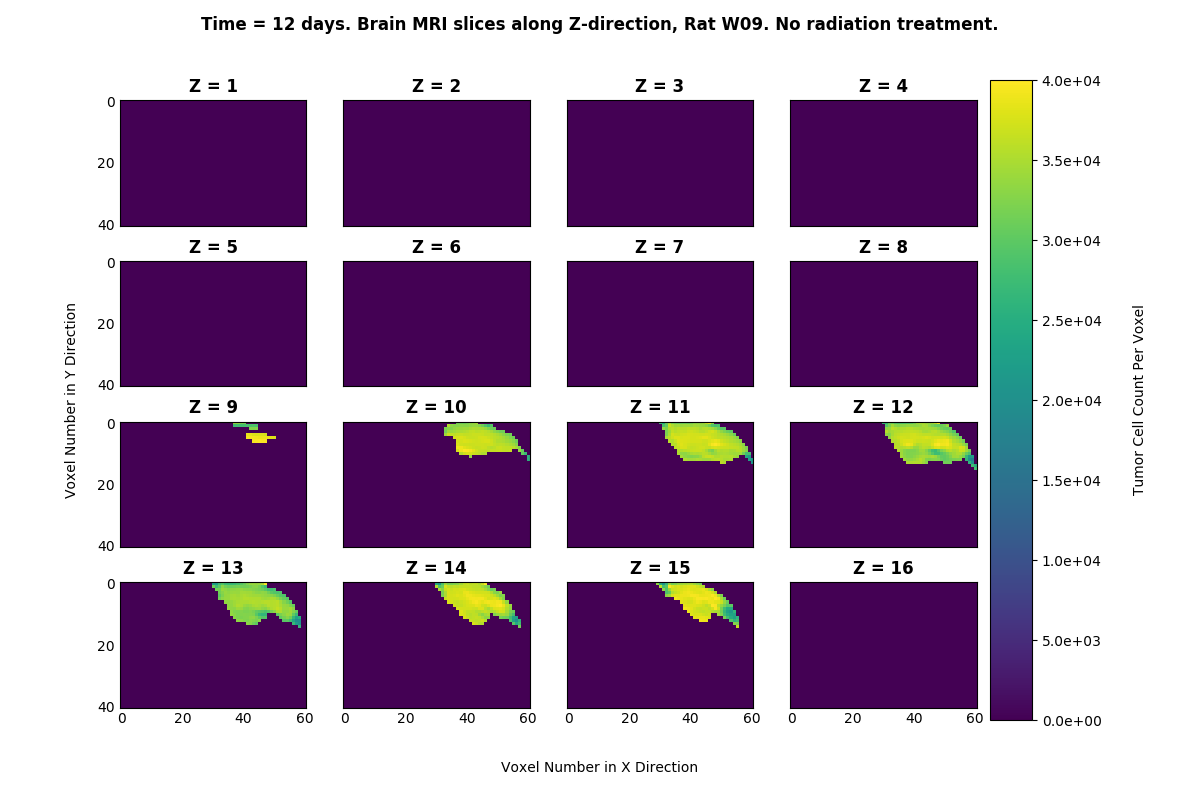 Time = 12 days. Brain MRI slices along Z-direction, Rat W09. No radiation treatment.
Z = 1
Z = 2
Z = 3
Z = 4
0
20
40
Z = 5
Z = 6
Z = 7
Z = 8
0
20
40
Z = 9
Z = 10
Z = 11
Z = 12
0
20
40
Z = 13
Z = 14
Z = 15
Z = 16
0
20
40
0 20 40 60
0 20 40 60
0 20 40 60
0 20 40 60
Voxel Number in Y Direction
Voxel Number in X Direction
4.0e+04
3.5e+04
3.0e+04
2.5e+04
2.0e+04
1.5e+04
1.0e+04
5.0e+03
0.0e+00
Tumor Cell Count Per Voxel